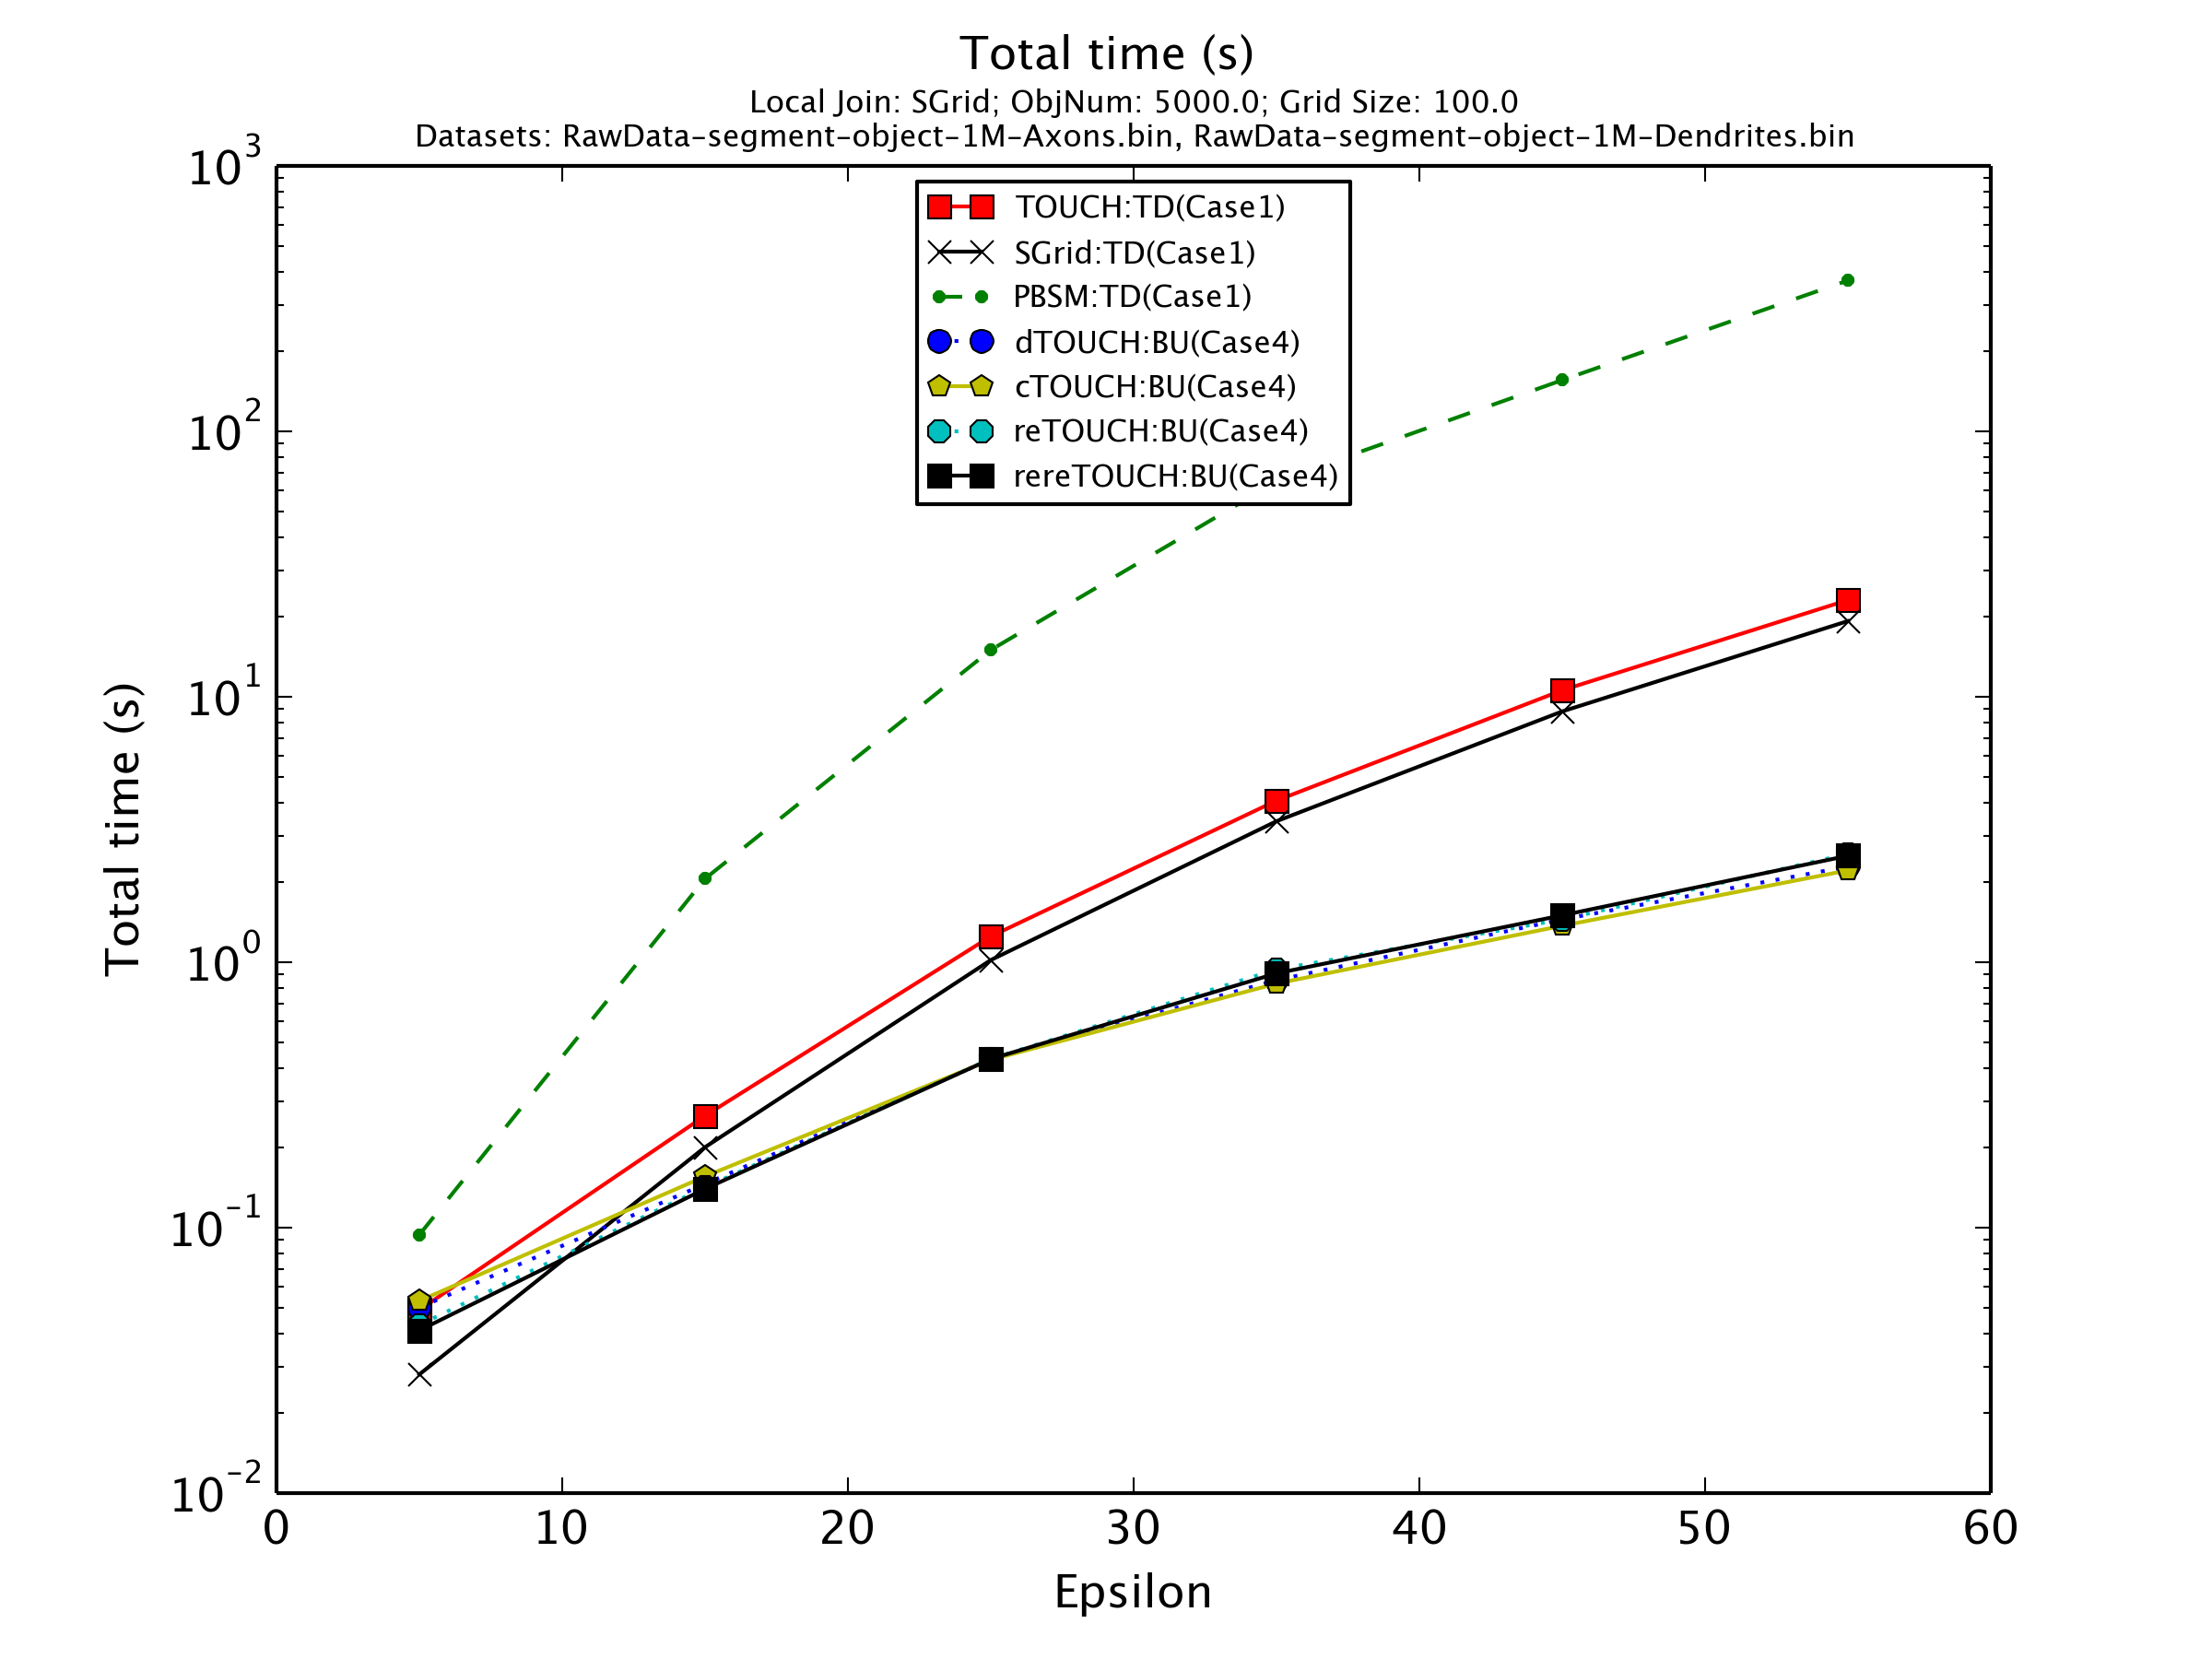 Total time (s)
Local Join: SGrid; ObjNum: 5000.0; Grid Size: 100.0
Datasets: RawData-segment-object-1M-Axons.bin, RawData-segment-object-1M-Dendrites.bin
10^3
10^2
10^1
10^0
10^-1
10^-2
Total time (s)
TOUCH:TD(Case1)
SGrid:TD(Case1)
PBSM:TD(Case1)
dTOUCH:BU(Case4)
cTOUCH:BU(Case4)
reTOUCH:BU(Case4)
rereTOUCH:BU(Case4)
0 10 20 30 40 50 60
Epsilon